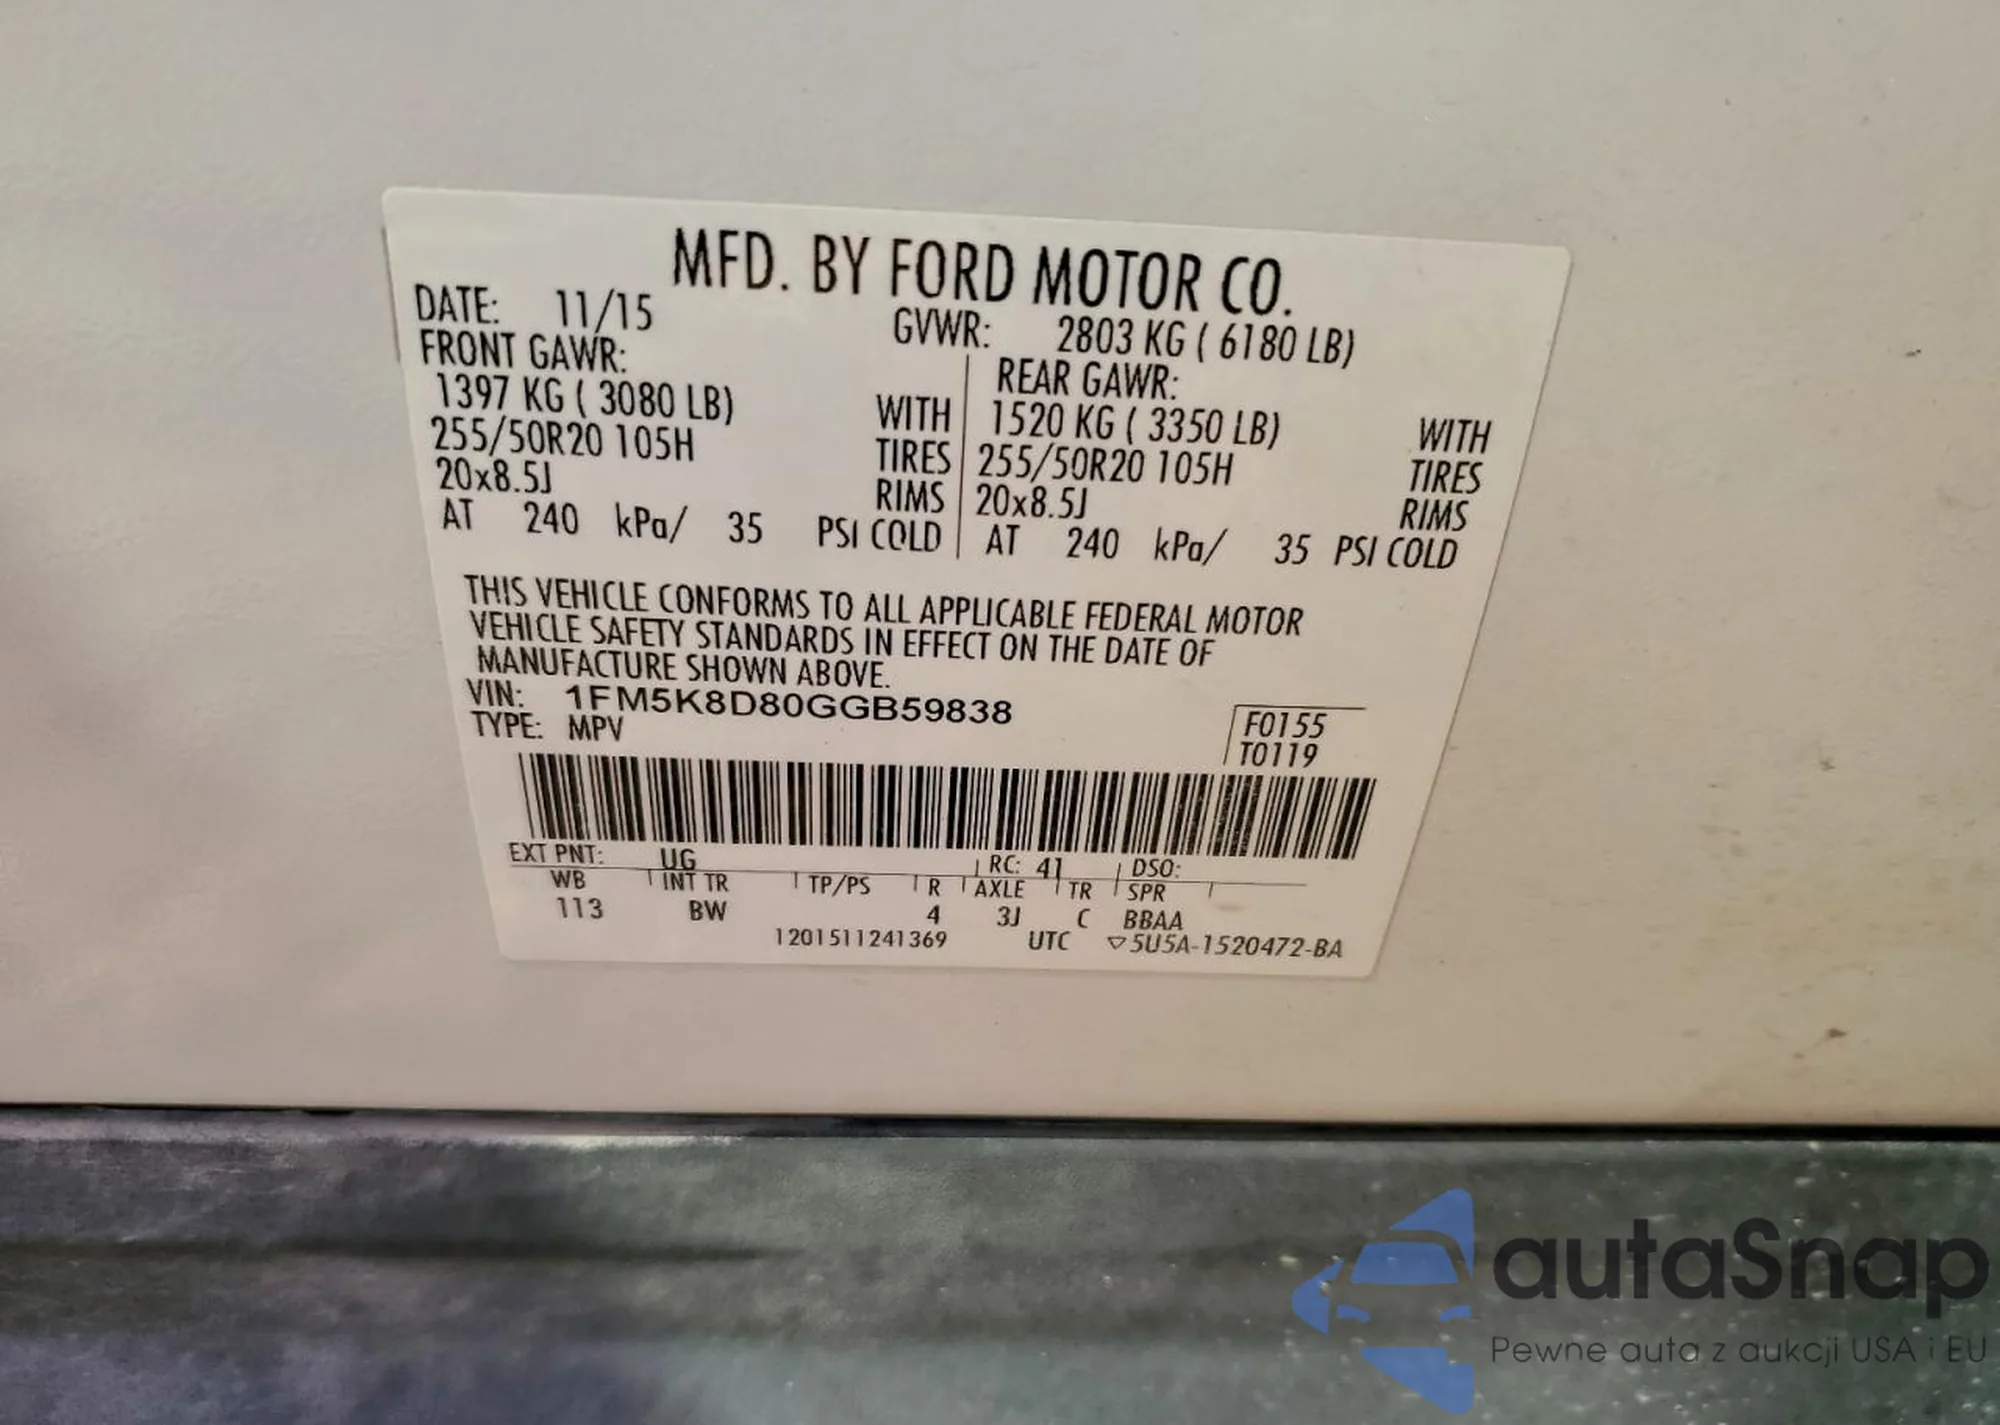 MFD. BY FORD MOTOR CO.
DATE: 11/15 GVWR: 2803 KG ( 6180 LB)
FRONT GAWR: REAR GAWR:
1397 KG ( 3080 LB) WITH 1520 KG ( 3350 LB) WITH
255/50R20 105H TIRES 255/50R20 105H TIRES
20x8.5J RIMS 20x8.5J RIMS
AT 240 kPa/ 35 PSI COLD AT 240 kPa/ 35 PSI COLD
THIS VEHICLE CONFORMS TO ALL APPLICABLE FEDERAL MOTOR
VEHICLE SAFETY STANDARDS IN EFFECT ON THE DATE OF
MANUFACTURE SHOWN ABOVE.
VIN: 1FM5K8D80GGB59838
TYPE: MPV
F0155
T0119
EXT PNT: UG RC: 41 DSO:
WB INT TR TP/PS R AXLE TR SPR
113 BW 4 3J C BBAA
1201511241369 UTC ▽5U5A-1520472-BA
autaSnap
Pewne auta z aukcji USA i EU